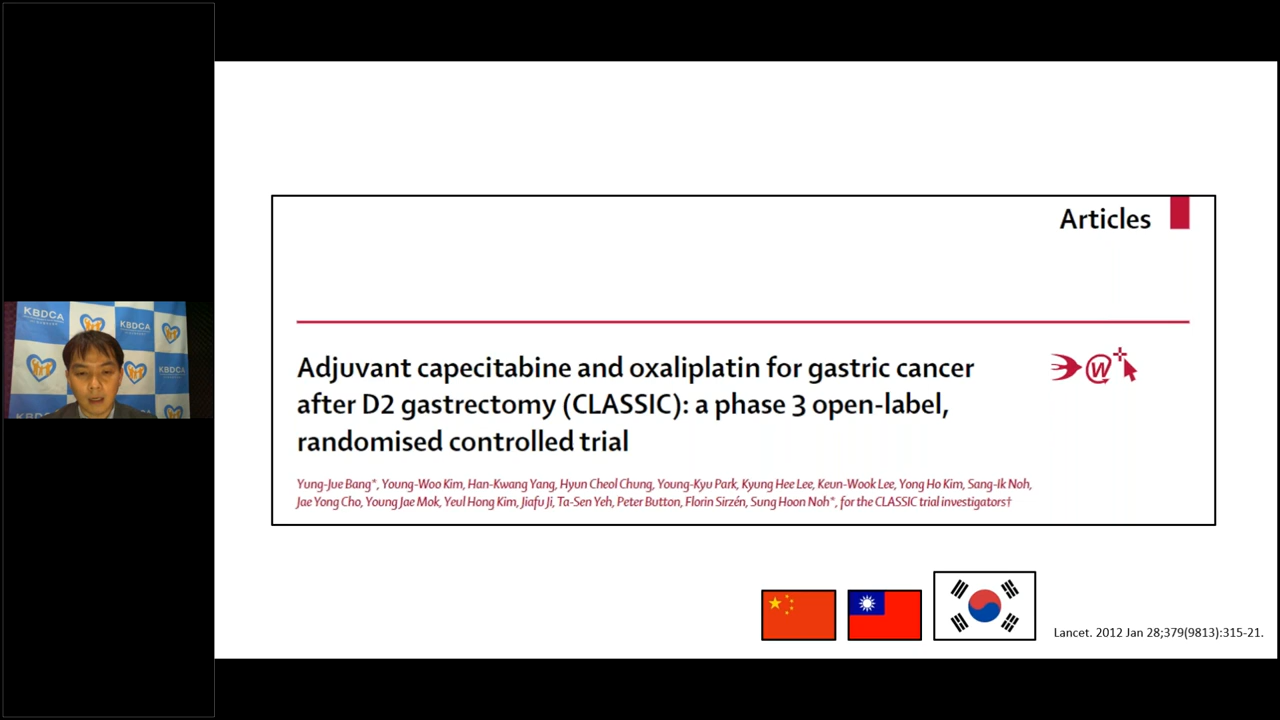 KBDCA
KBDCA
KBDCA
Articles
Adjuvant capecitabine and oxaliplatin for gastric cancer
after D2 gastrectomy (CLASSIC): a phase 3 open-label,
randomised controlled trial
W
Yung-Jue Bang*, Young-Woo Kim, Han-Kwang Yang, Hyun Cheol Chung, Young-Kyu Park, Kyung Hee Lee, Keun-Wook Lee, Yong Ho Kim, Sang-Ik Noh,
Jae Yong Cho, Young Jae Mok, Yeul Hong Kim, Jiafu Ji, Ta-Sen Yeh, Peter Button, Florin Sirzén, Sung Hoon Noh*, for the CLASSIC trial investigators†
Lancet. 2012 Jan 28;379(9813):315-21.